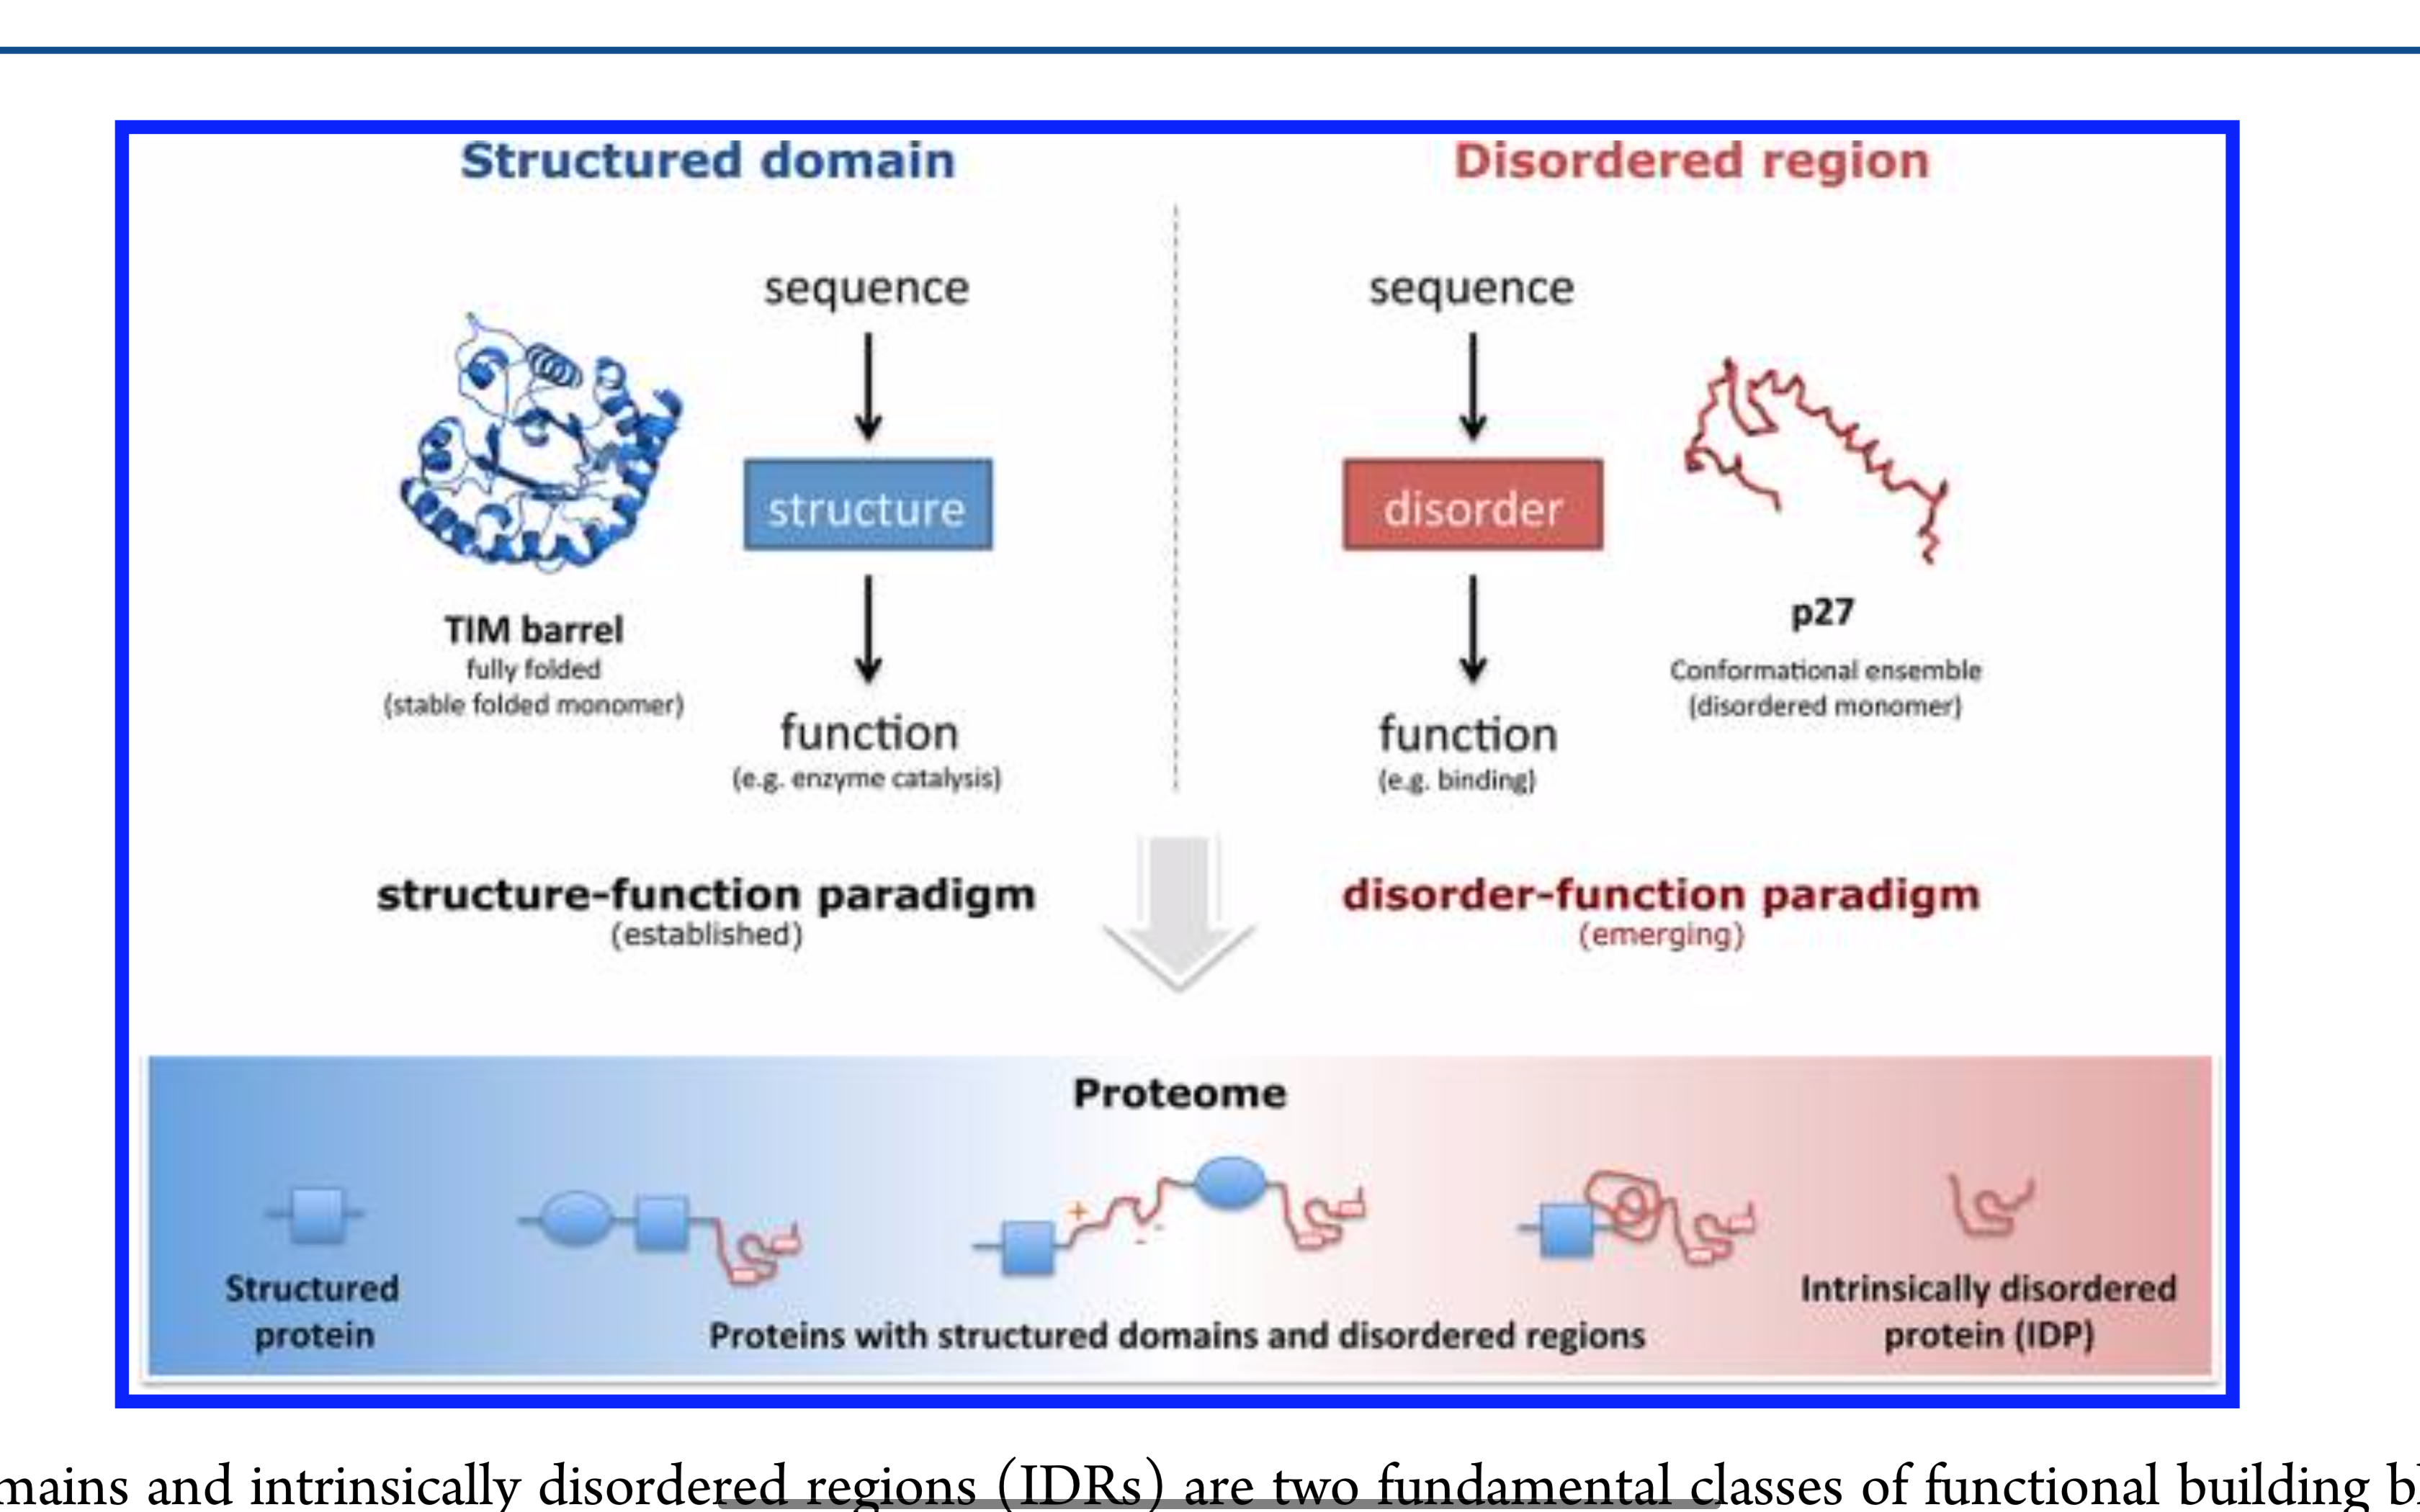 Structured domain
Disordered region
sequence
structure
function
(e.g. enzyme catalysis)
TIM barrel
fully folded
(stable folded monomer)
sequence
disorder
function
(e.g. binding)
p27
Conformational ensemble
(disordered monomer)
structure-function paradigm
(established)
disorder-function paradigm
(emerging)
Proteome
+
-
-
Structured
protein
Proteins with structured domains and disordered regions
Intrinsically disordered
protein (IDP)
mains and intrinsically disordered regions (IDRs) are two fundamental classes of functional building